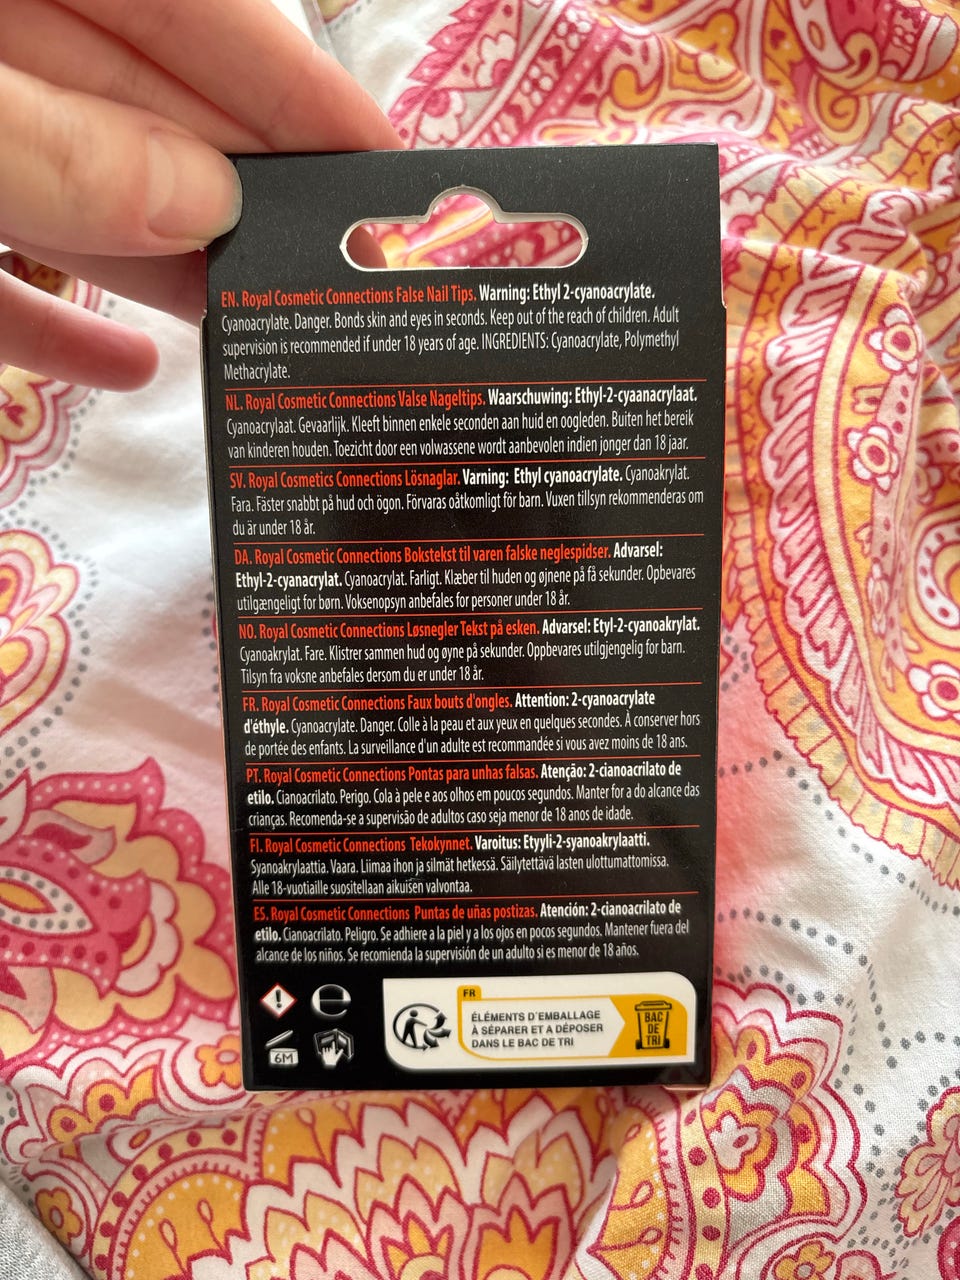 EN. Royal Cosmetic Connections False Nail Tips. Warning: Ethyl 2-cyanoacrylate.
Cyanoacrylate. Danger. Bonds skin and eyes in seconds. Keep out of the reach of children. Adult
supervision is recommended if under 18 years of age. INGREDIENTS: Cyanoacrylate, Polymethyl
Methacrylate.
NL. Royal Cosmetic Connections Valse Nageltips. Waarschuwing: Ethyl-2-cyaanacrylaat.
Cyanoacrylaat. Gevaarlijk. Kleeft binnen enkele seconden aan huid en oogleden. Buiten het bereik
van kinderen houden. Toezicht door een volwassene wordt aanbevolen indien jonger dan 18 jaar.
SV. Royal Cosmetics Connections Lösnaglar. Varning: Ethyl cyanoacrylate. Cyanoakrylat.
Fara. Fäster snabbt på hud och ögon. Förvaras oåtkomligt för barn. Vuxen tillsyn rekommenderas om
du är under 18 år.
DA. Royal Cosmetic Connections Bokstekst til varen falske neglespidser. Advarsel:
Ethyl-2-cyanacrylat. Cyanoacrylat. Farligt. Klæber til huden og øjnene på få sekunder. Opbevares
utilgængeligt for børn. Voksenopsyn anbefales for personer under 18 år.
NO. Royal Cosmetic Connections Løsnegler Tekst på esken. Advarsel: Etyl-2-cyanoakrylat.
Cyanoakrylat. Fare. Klistrer sammen hud og øyne på sekunder. Oppbevares utilgjengelig for barn.
Tilsyn fra voksne anbefales dersom du er under 18 år.
FR. Royal Cosmetic Connections Faux bouts d'ongles. Attention: 2-cyanoacrylate
d'éthyle. Cyanoacrylate. Danger. Colle à la peau et aux yeux en quelques secondes. À conserver hors
de portée des enfants. La surveillance d'un adulte est recommandée si vous avez moins de 18 ans.
PT. Royal Cosmetic Connections Pontas para unhas falsas. Atenção: 2-cianoacrilato de
etilo. Cianoacrilato. Perigo. Cola à pele e aos olhos em poucos segundos. Manter for a do alcance das
crianças. Recomenda-se a supervisão de adultos caso seja menor de 18 anos de idade.
FI. Royal Cosmetic Connections Tekokynnet. Varoitus: Etyyli-2-syanoakrylaatti.
Syanoakrylaattia. Vaara. Liimaa ihon ja silmät hetkessä. Säilytettävä lasten ulottumattomissa.
Alle 18-vuotiaille suositellaan aikuisen valvontaa.
ES. Royal Cosmetic Connections Puntas de uñas postizas. Atención: 2-cianoacrilato de
etilo. Cianoacrilato. Peligro. Se adhiere a la piel y a los ojos en pocos segundos. Mantener fuera del
alcance de los niños. Se recomienda la supervisión de un adulto si es menor de 18 años.
6M
FR
ÉLÉMENTS D'EMBALLAGE
À SÉPARER ET A DÉPOSER
DANS LE BAC DE TRI
BAC
DE
TRI